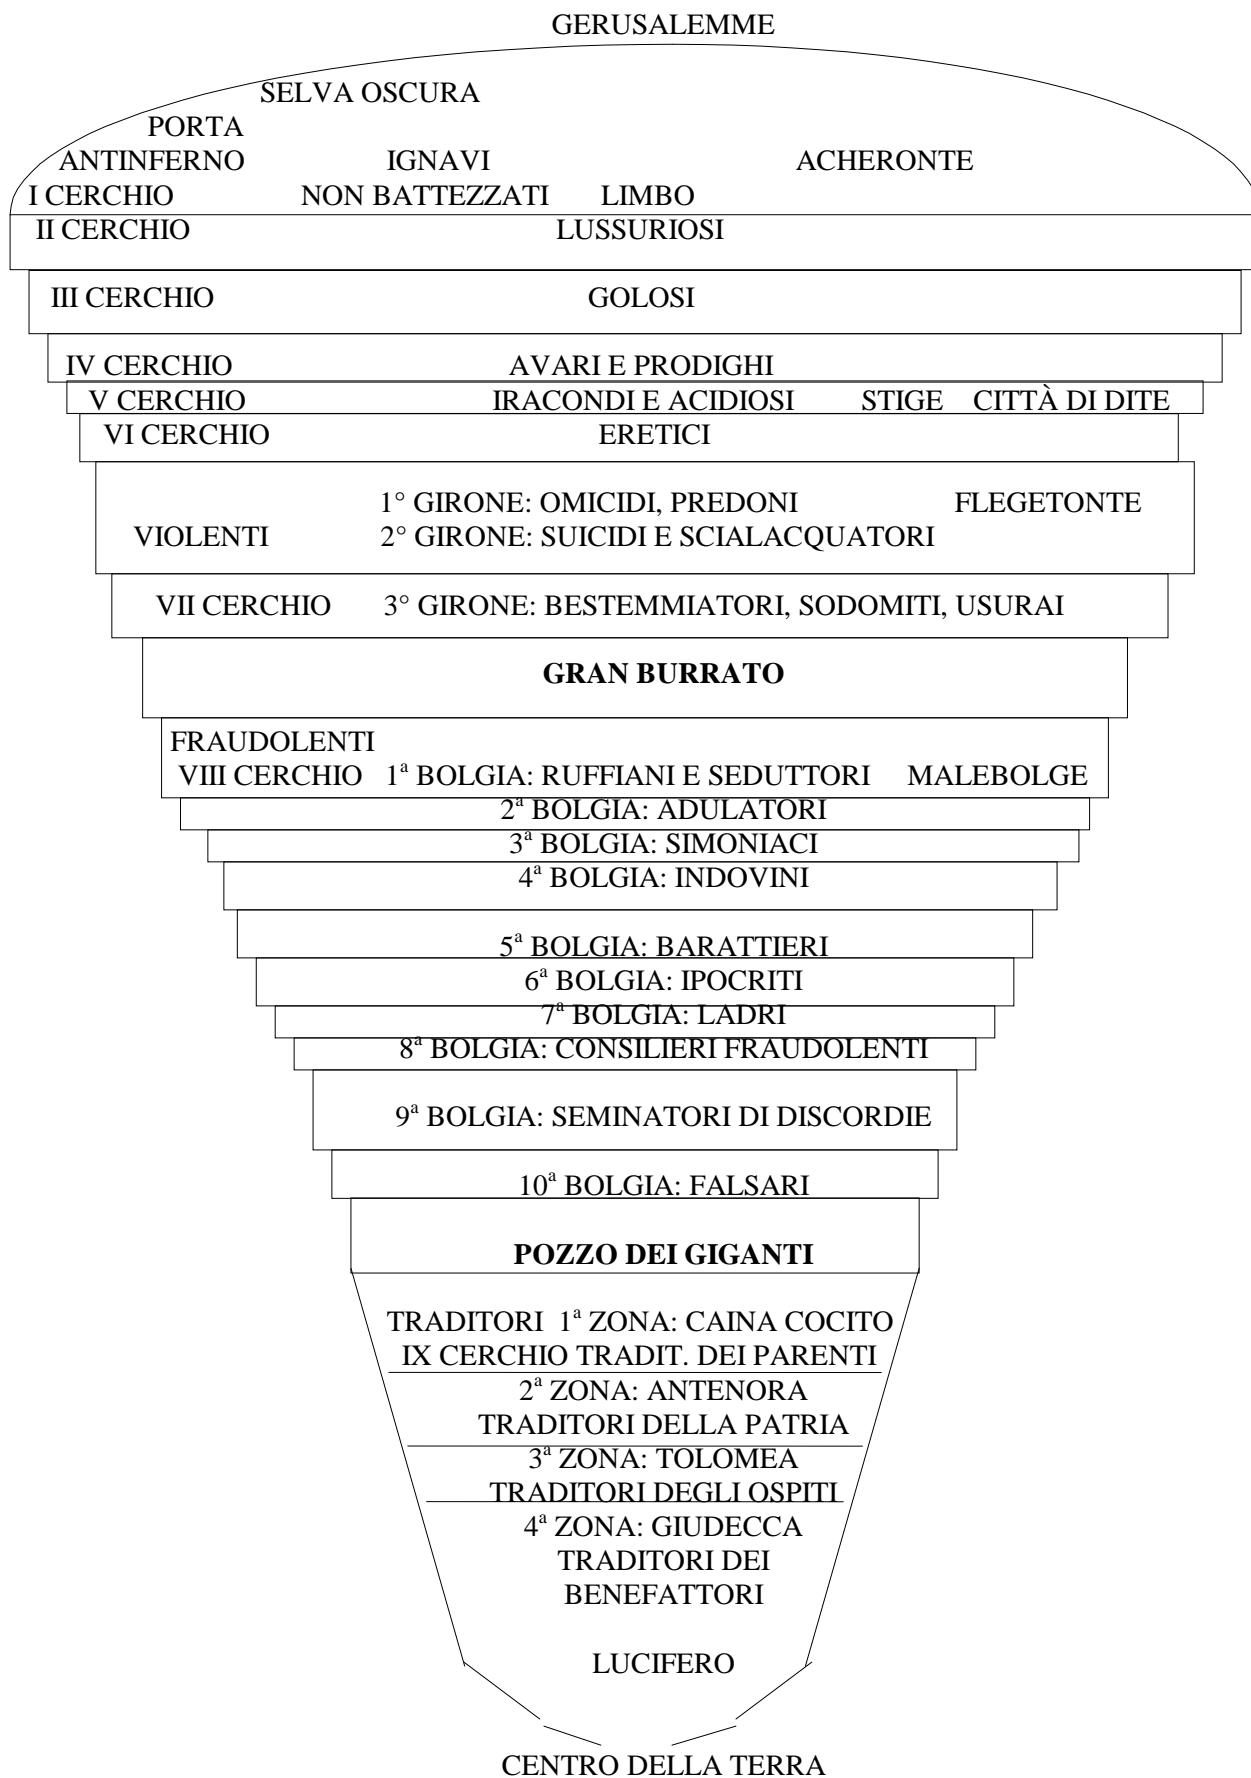 GERUSALEMME
SELVA OSCURA
PORTA
ANTINFERNO IGNAVI ACHERONTE
I CERCHIO NON BATTEZZATI LIMBO
II CERCHIO LUSSURIOSI
III CERCHIO GOLOSI
IV CERCHIO AVARI E PRODIGHI
V CERCHIO IRACONDI E ACIDIOSI STIGE CITTÀ DI DITE
VI CERCHIO ERETICI
1° GIRONE: OMICIDI, PREDONI FLEGETONTE
VIOLENTI 2° GIRONE: SUICIDI E SCIALACQUATORI
VII CERCHIO 3° GIRONE: BESTEMMIATORI, SODOMITI, USURAI
GRAN BURRATO
FRAUDOLENTI
VIII CERCHIO 1ª BOLGIA: RUFFIANI E SEDUTTORI MALEBOLGE
2ª BOLGIA: ADULATORI
3ª BOLGIA: SIMONIACI
4ª BOLGIA: INDOVINI
5ª BOLGIA: BARATTIERI
6ª BOLGIA: IPOCRITI
7ª BOLGIA: LADRI
8ª BOLGIA: CONSILIERI FRAUDOLENTI
9ª BOLGIA: SEMINATORI DI DISCORDIE
10ª BOLGIA: FALSARI
POZZO DEI GIGANTI
TRADITORI 1ª ZONA: CAINA COCITO
IX CERCHIO TRADIT. DEI PARENTI
2ª ZONA: ANTENORA
TRADITORI DELLA PATRIA
3ª ZONA: TOLOMEA
TRADITORI DEGLI OSPITI
4ª ZONA: GIUDECCA
TRADITORI DEI
BENEFATTORI
LUCIFERO
CENTRO DELLA TERRA